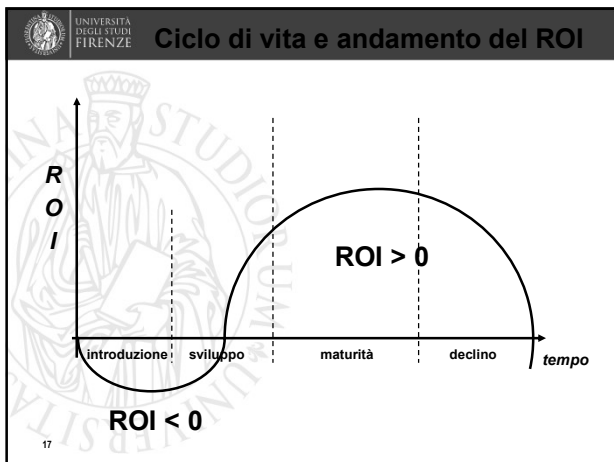 UNIVERSITÀ
DEGLI STUDI
FIRENZE
Ciclo di vita e andamento del ROI
R
O
I
ROI > 0
introduzione
sviluppo
maturità
declino
tempo
ROI < 0
17